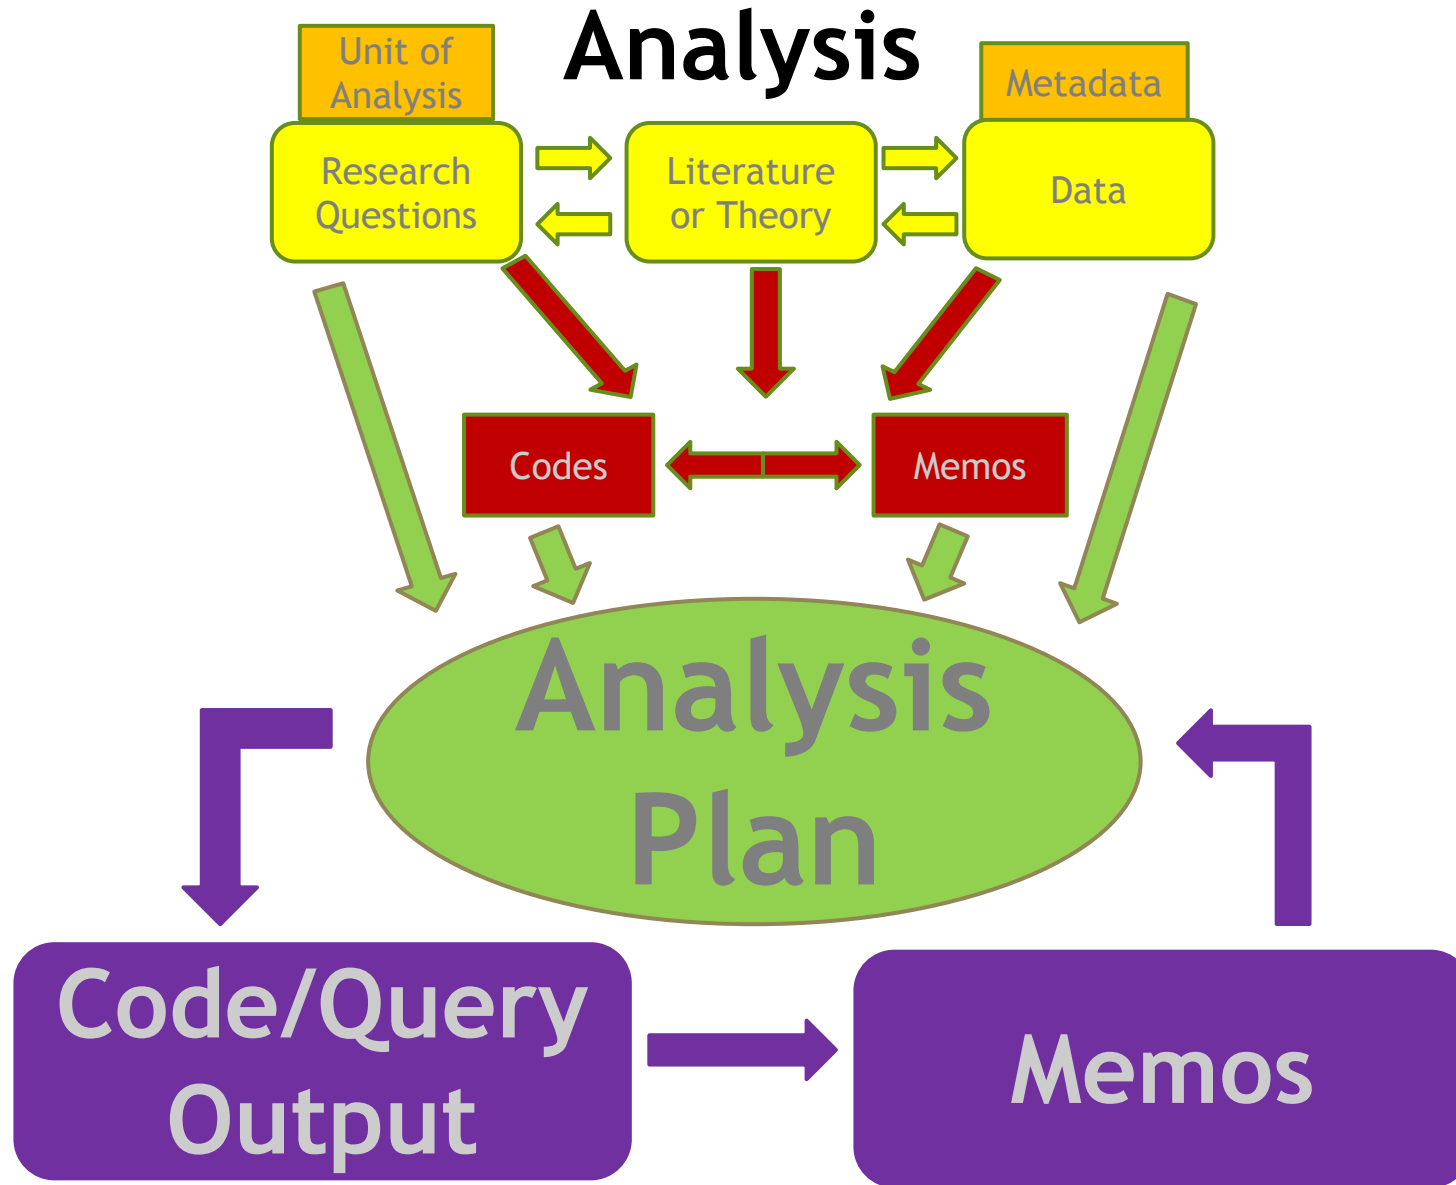 Analysis
Unit of
Analysis
Metadata
Research
Questions
Literature
or Theory
Data
Codes
Memos
Analysis
Plan
Code/Query
Output
Memos